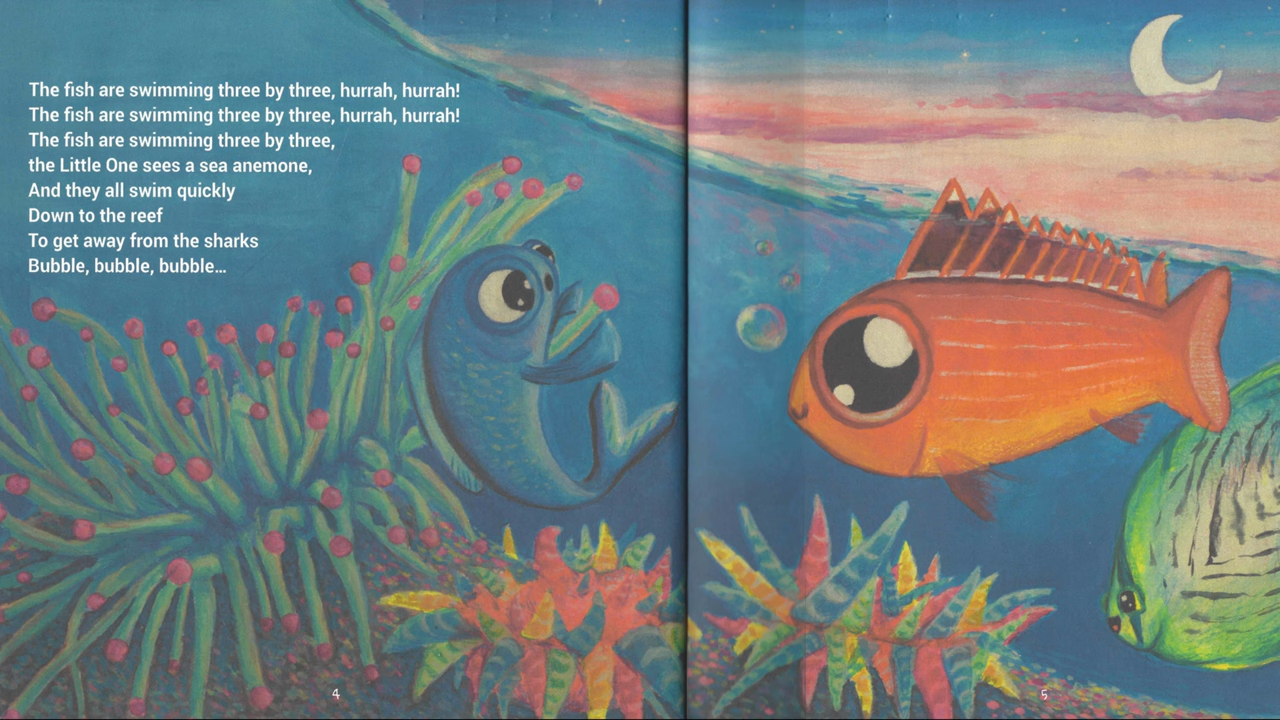 The fish are swimming three by three, hurrah, hurrah!
The fish are swimming three by three, hurrah, hurrah!
The fish are swimming three by three,
the Little One sees a sea anemone,
And they all swim quickly
Down to the reef
To get away from the sharks
Bubble, bubble, bubble…
4
5